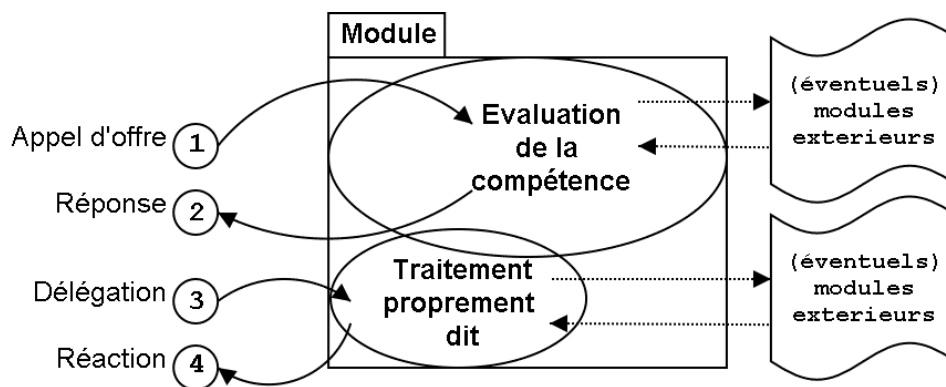 Module
Appel d'offre 1
Evaluation
de la
compétence
(éventuels)
modules
exterieurs
Réponse 2
Délégation 3
Traitement
proprement
dit
(éventuels)
modules
exterieurs
Réaction 4